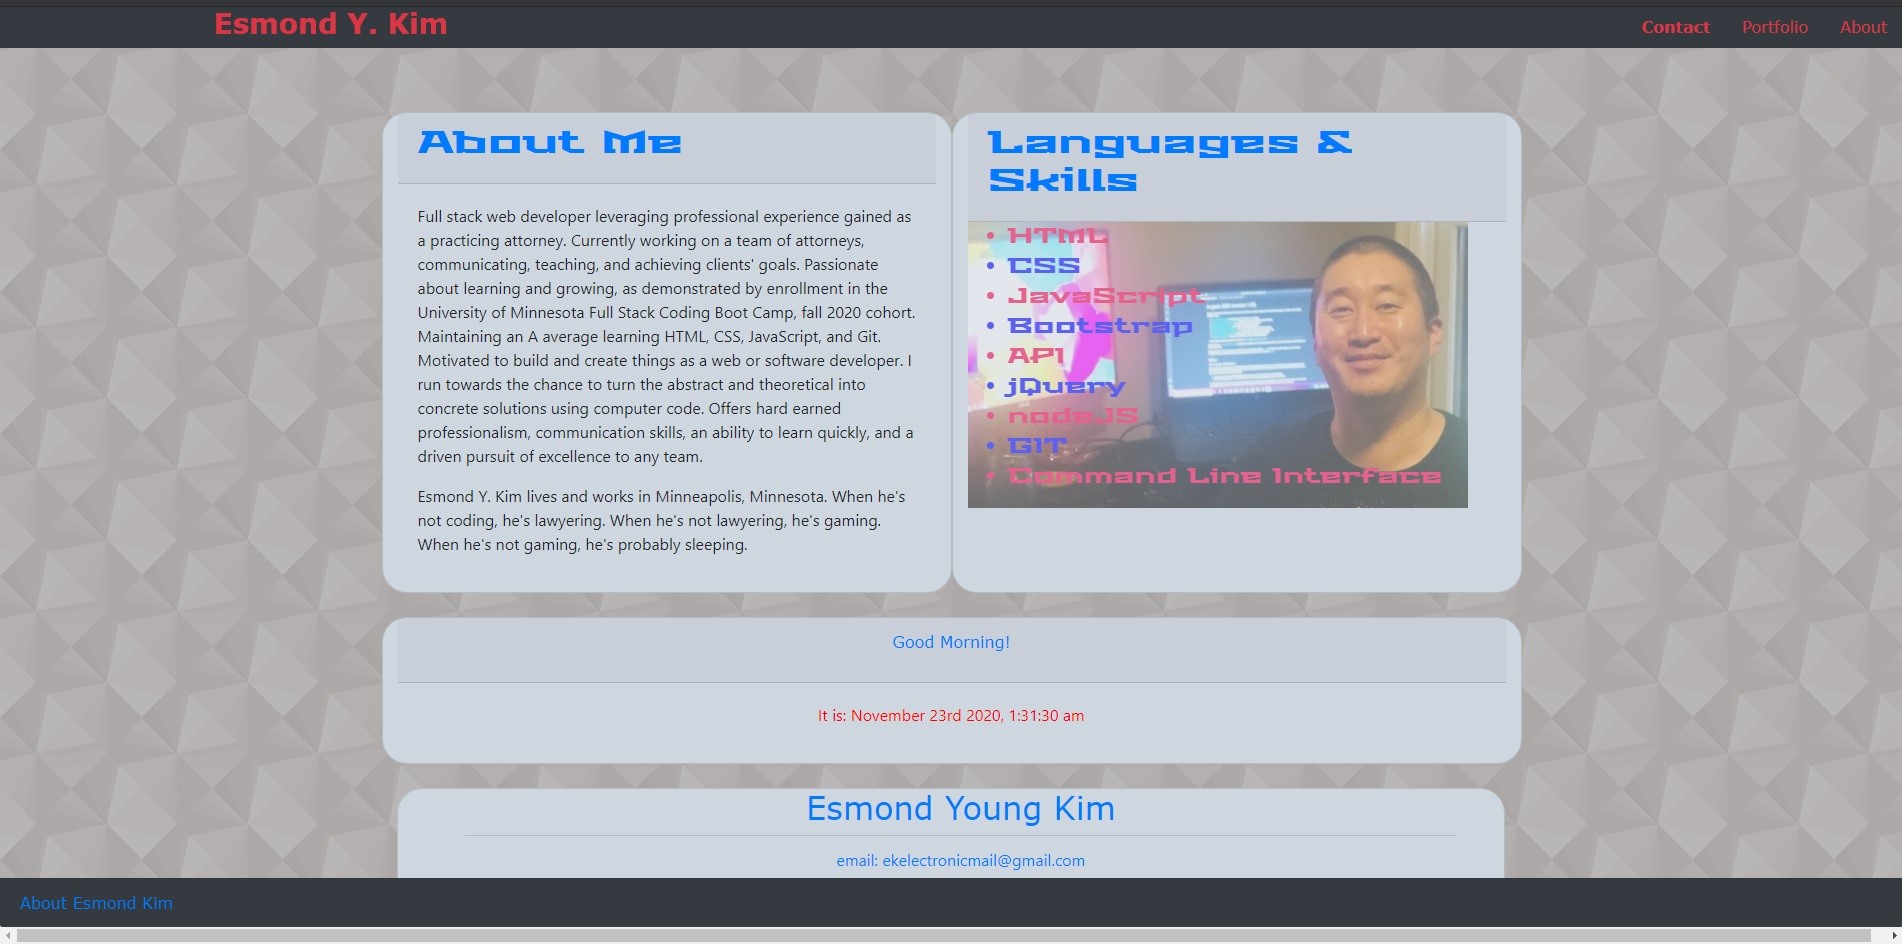 Esmond Y. Kim
Contact Portfolio About
About Me
Full stack web developer leveraging professional experience gained as
a practicing attorney. Currently working on a team of attorneys,
communicating, teaching, and achieving clients' goals. Passionate
about learning and growing, as demonstrated by enrollment in the
University of Minnesota Full Stack Coding Boot Camp, fall 2020 cohort.
Maintaining an A average learning HTML, CSS, JavaScript, and Git.
Motivated to build and create things as a web or software developer. I
run towards the chance to turn the abstract and theoretical into
concrete solutions using computer code. Offers hard earned
professionalism, communication skills, an ability to learn quickly, and a
driven pursuit of excellence to any team.
Esmond Y. Kim lives and works in Minneapolis, Minnesota. When he's
not coding, he's lawyering. When he's not lawyering, he's gaming.
When he's not gaming, he's probably sleeping.
Languages &
Skills
• HTML
• CSS
• JavaScript
• Bootstrap
• API
• jQuery
• nodeJS
• GIT
• Command Line Interface
Good Morning!
It is: November 23rd 2020, 1:31:30 am
Esmond Young Kim
email: ekelectronicmail@gmail.com
About Esmond Kim